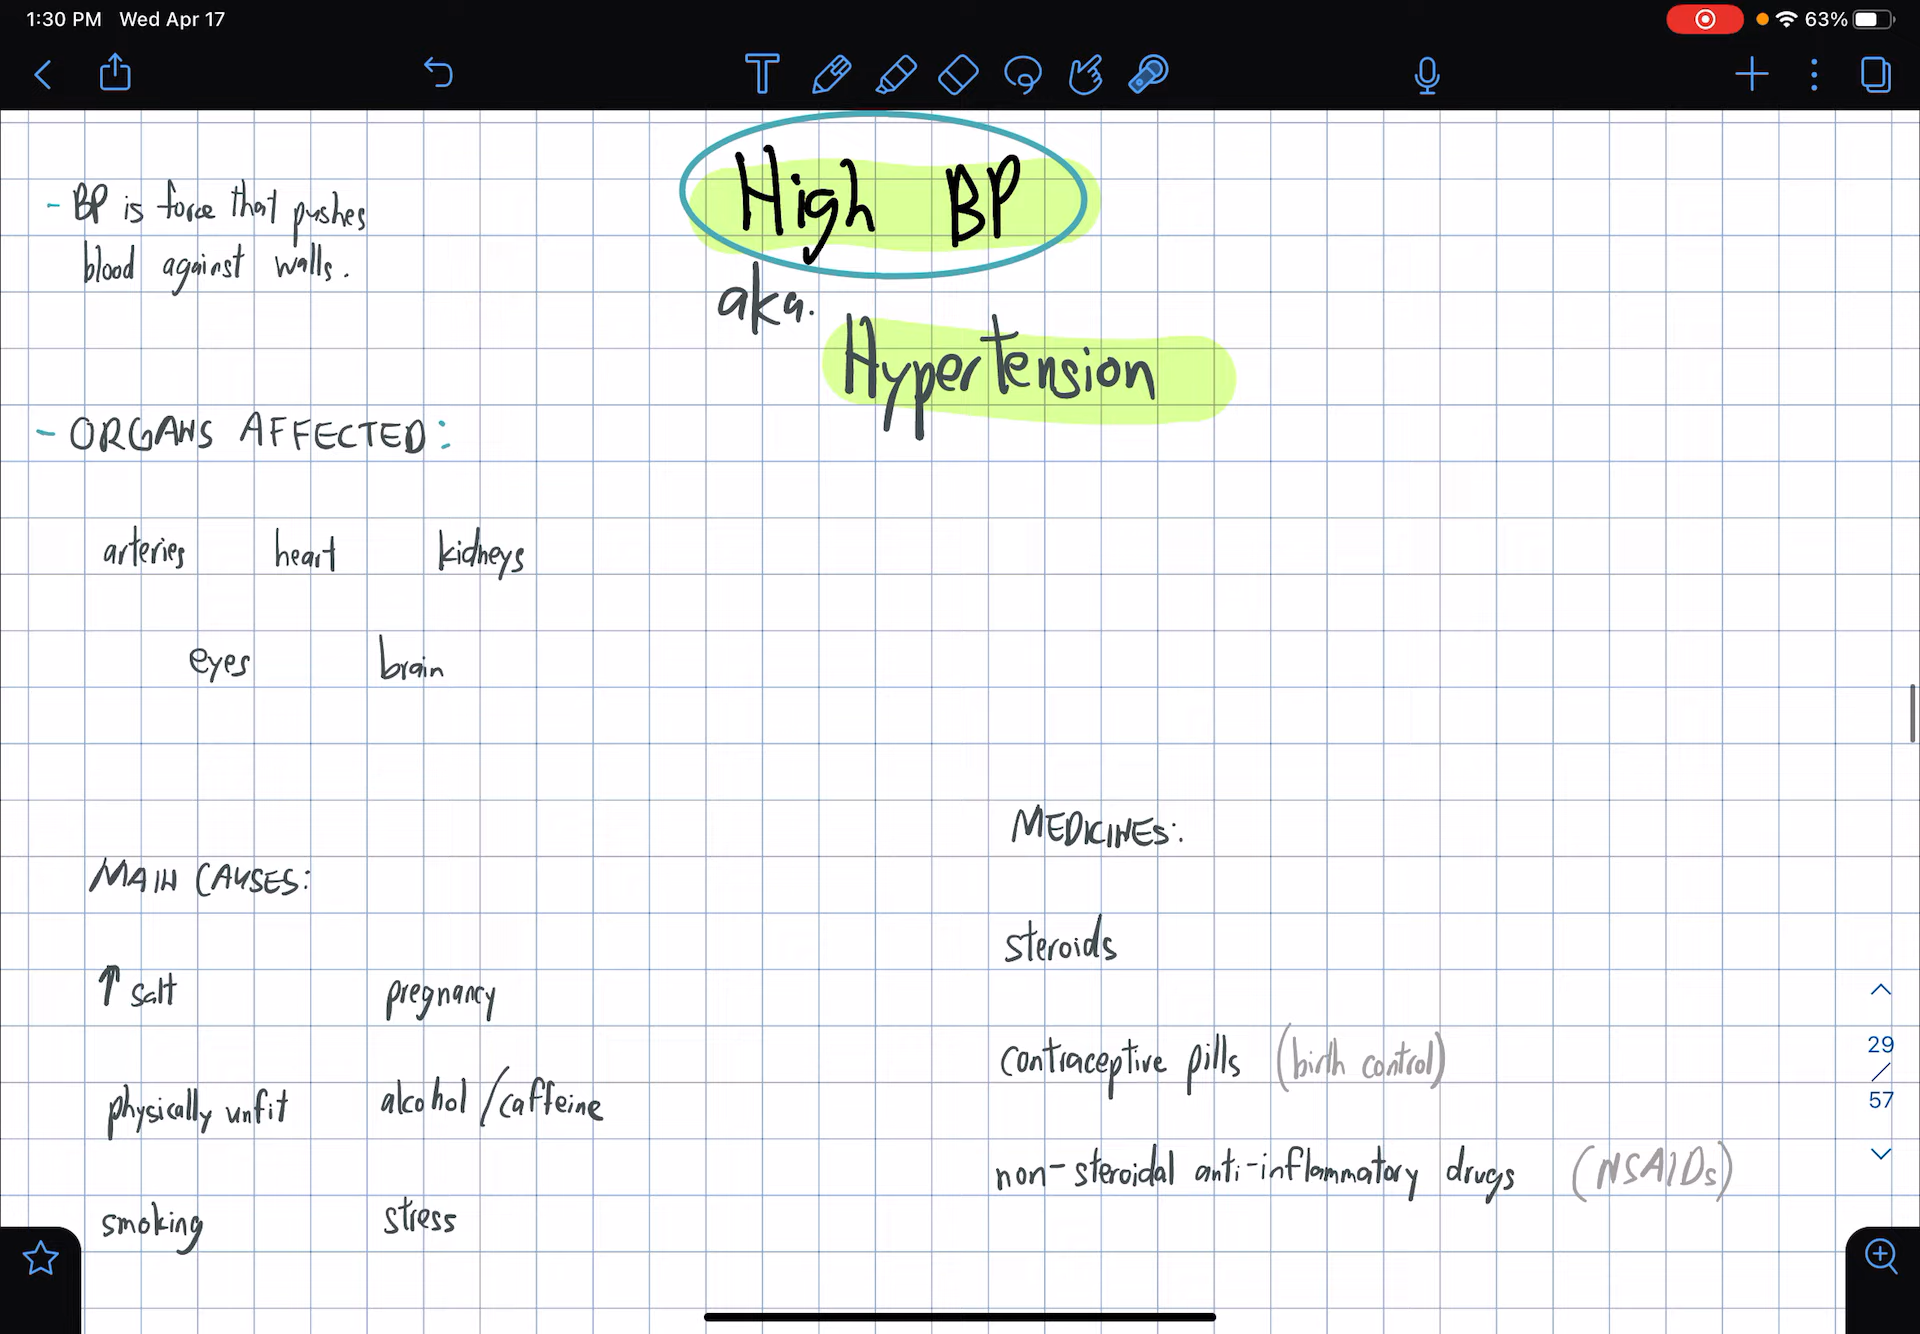 1:30 PM Wed Apr 17
63%
High BP
- BP is force that pushes
blood against walls.
aka.
Hypertension
- ORGANS AFFECTED:
arteries heart kidneys
eyes brain
MAIN CAUSES:
↑ salt pregnancy
physically unfit alcohol/caffeine
smoking stress
MEDICINES:
steroids
contraceptive pills (birth control)
non-steroidal anti-inflammatory drugs (NSAIDs)
29
/
57